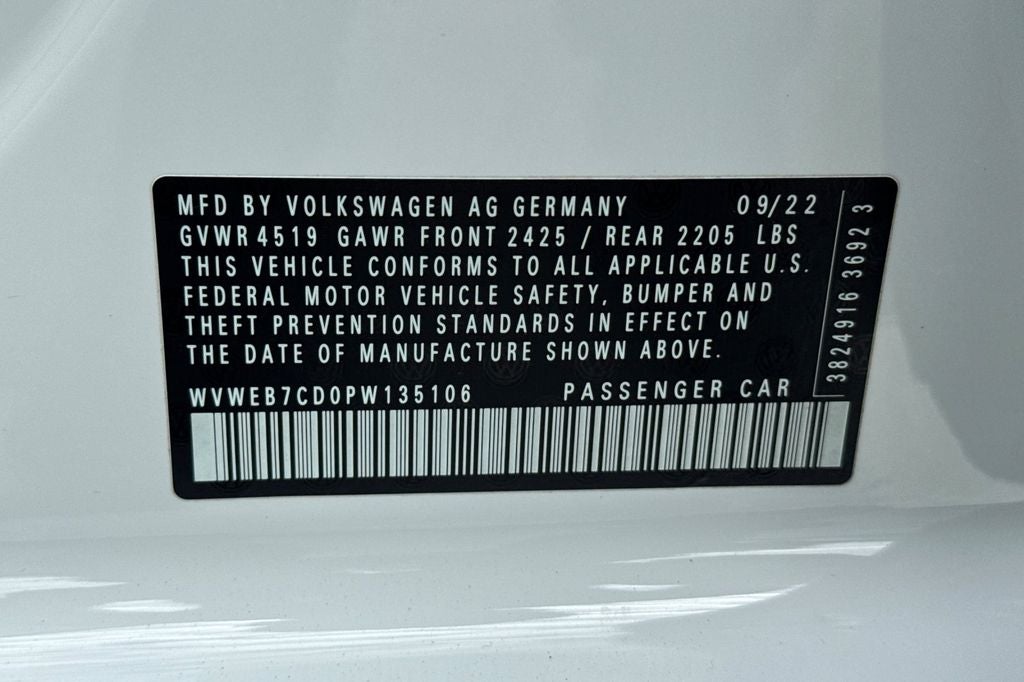 MFD BY VOLKSWAGEN AG GERMANY 09/22
GVWR 4519 GAWR FRONT 2425 / REAR 2205 LBS
THIS VEHICLE CONFORMS TO ALL APPLICABLE U.S.
FEDERAL MOTOR VEHICLE SAFETY, BUMPER AND
THEFT PREVENTION STANDARDS IN EFFECT ON
THE DATE OF MANUFACTURE SHOWN ABOVE.
WVWEB7CD0PW135106 PASSENGER CAR
3824916 3692 3